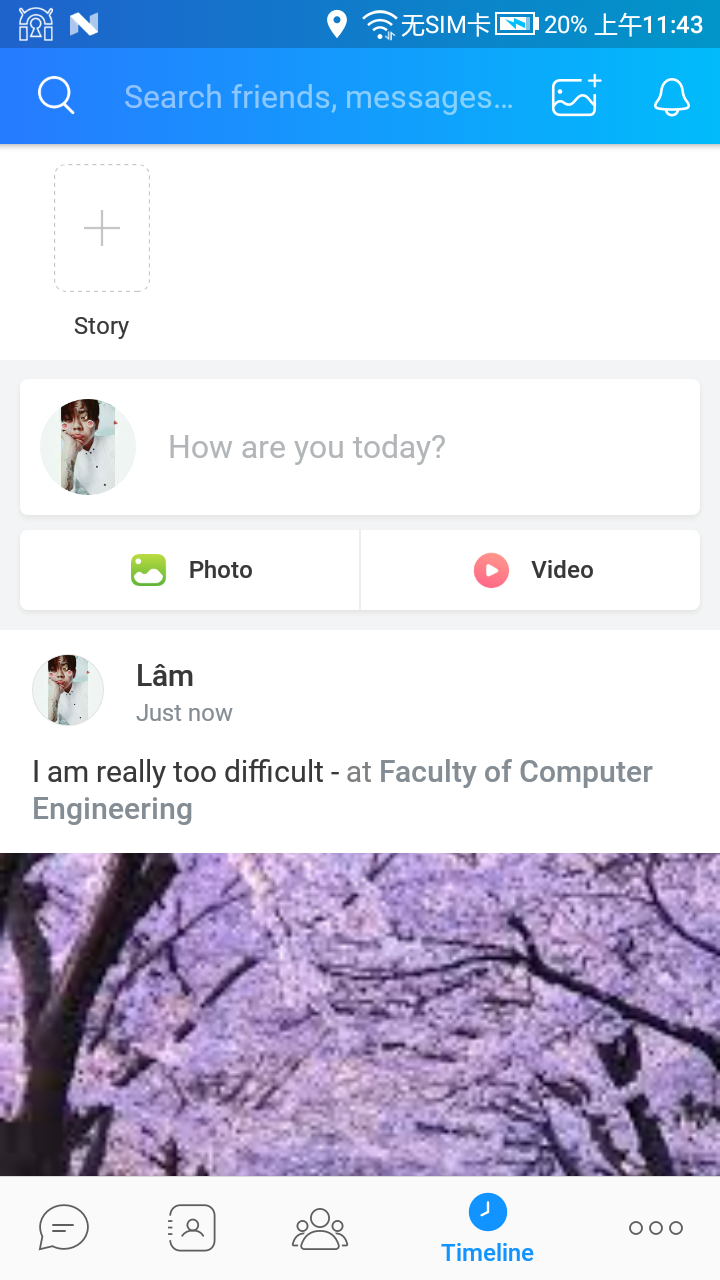 无SIM卡 20% 上午11:43
Search friends, messages...
Story
How are you today?
Photo
Video
Lâm
Just now
I am really too difficult - at Faculty of Computer
Engineering
Timeline